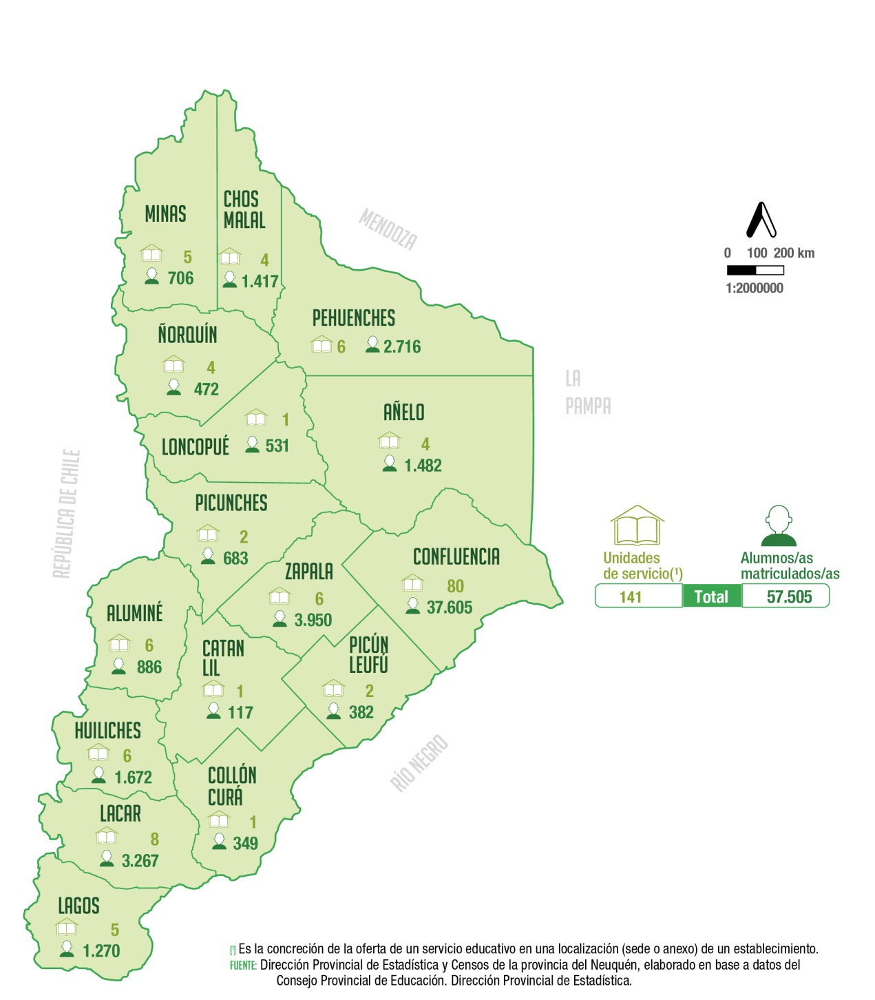 MINAS
5
706
CHOS
MALAL
4
1.417
MENDOZA
0 100 200 km
1:2000000
PEHUENCHES
6 2.716
ÑORQUÍN
4
472
LA
PAMPA
AÑELO
4
1.482
LONCOPUÉ
1
531
REPÚBLICA DE CHILE
PICUNCHES
2
683
CONFLUENCIA
80
37.605
ZAPALA
6
3.950
Unidades
de servicio(¹)
Alumnos/as
matriculados/as
141 Total 57.505
ALUMINÉ
6
886
CATAN
LIL
1
117
PICÚN
LEUFÚ
2
382
HUILICHES
6
1.672
RÍO NEGRO
COLLÓN
CURÁ
1
349
LACAR
8
3.267
LAGOS
5
1.270
(¹) Es la concreción de la oferta de un servicio educativo en una localización (sede o anexo) de un establecimiento.
FUENTE: Dirección Provincial de Estadística y Censos de la provincia del Neuquén, elaborado en base a datos del
Consejo Provincial de Educación. Dirección Provincial de Estadística.